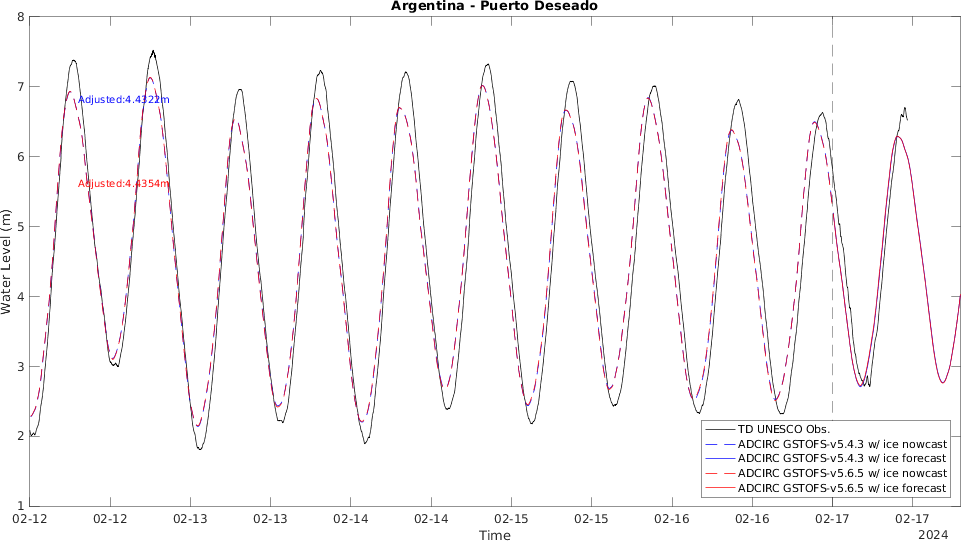 Argentina - Puerto Deseado
8
7
6
5
4
3
2
1
Water Level (m)
Adjusted:4.4322m
Adjusted:4.4354m
TD UNESCO Obs.
ADCIRC GSTOFS-v5.4.3 w/ ice nowcast
ADCIRC GSTOFS-v5.4.3 w/ ice forecast
ADCIRC GSTOFS-v5.6.5 w/ ice nowcast
ADCIRC GSTOFS-v5.6.5 w/ ice forecast
02-12 02-12 02-13 02-13 02-14 02-14 02-15 02-15 02-16 02-16 02-17 02-17
Time
2024